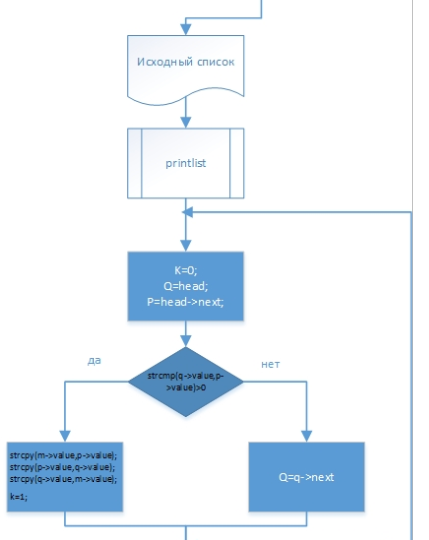 Исходный список
printlist
K=0;
Q=head;
P=head->next;
strcmp(q->value,p-
>value)>0
да
нет
strcpy(m->value,p->value);
strcpy(p->value,q->value);
strcpy(q->value,m->value);
k=1;
Q=q->next